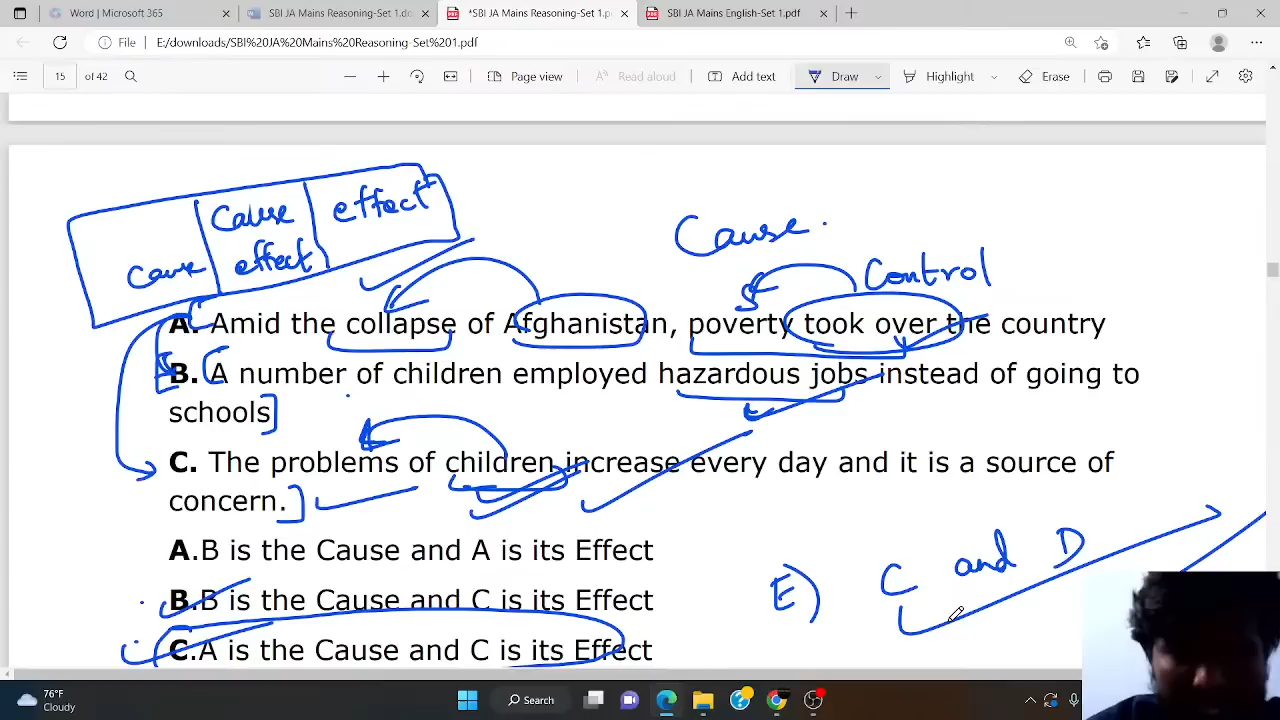 Word | Microsoft 365
SBI JA Mains Reasoning-Set 1.do
*SBI JA Mains Reasoning-Set 1.p
SBI JA Mains English-Set 1.pdf
File
E:/downloads/SBI%20JA%20Mains%20Reasoning-Set%201.pdf
15
of 42
Page view
Read aloud
Add text
Draw
Highlight
Erase
Cause
Cause
effect
effect
Cause.
Control
A. Amid the collapse of Afghanistan, poverty took over the country
B. A number of children employed hazardous jobs instead of going to
schools
C. The problems of children increase every day and it is a source of
concern.
A.B is the Cause and A is its Effect
B.B is the Cause and C is its Effect
C.A is the Cause and C is its Effect
E) C and D
76°F
Cloudy
Search